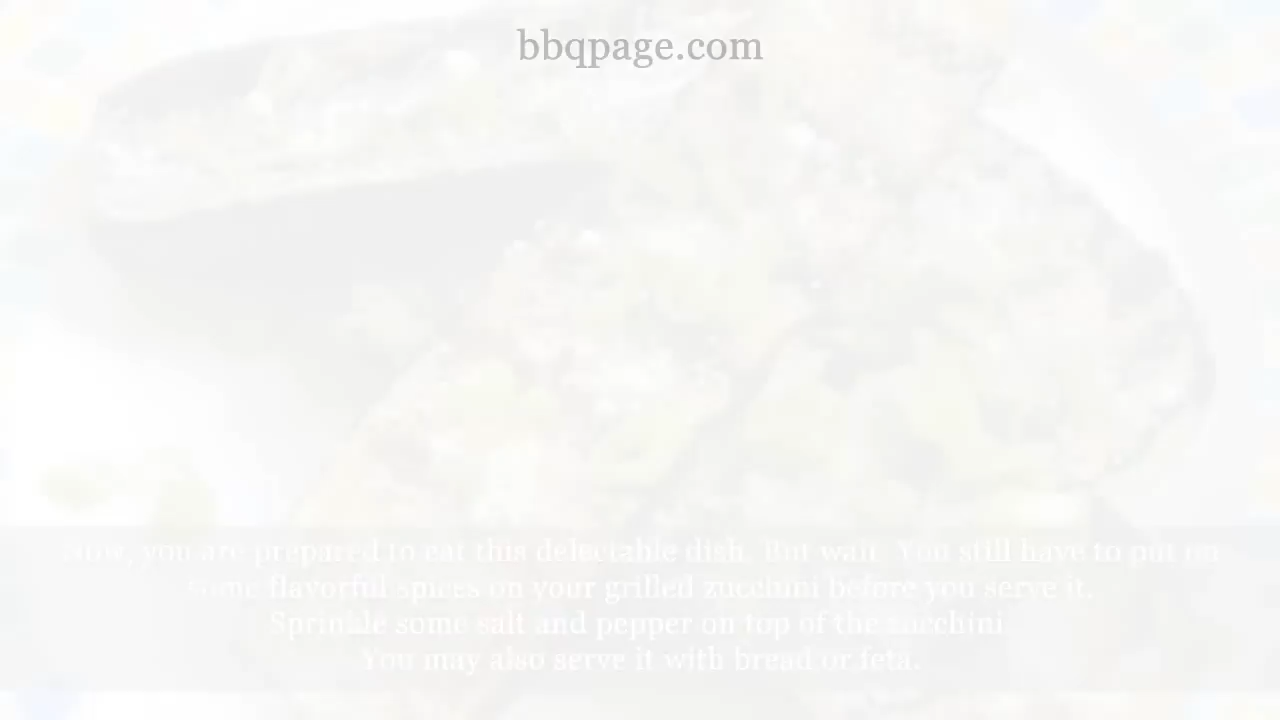 bbqpage.com
Now, you are prepared to eat this delectable dish. But wait. You still have to put on
some flavorful spices on your grilled zucchini before you serve it.
Sprinkle some salt and pepper on top of the zucchini.
You may also serve it with bread or feta.